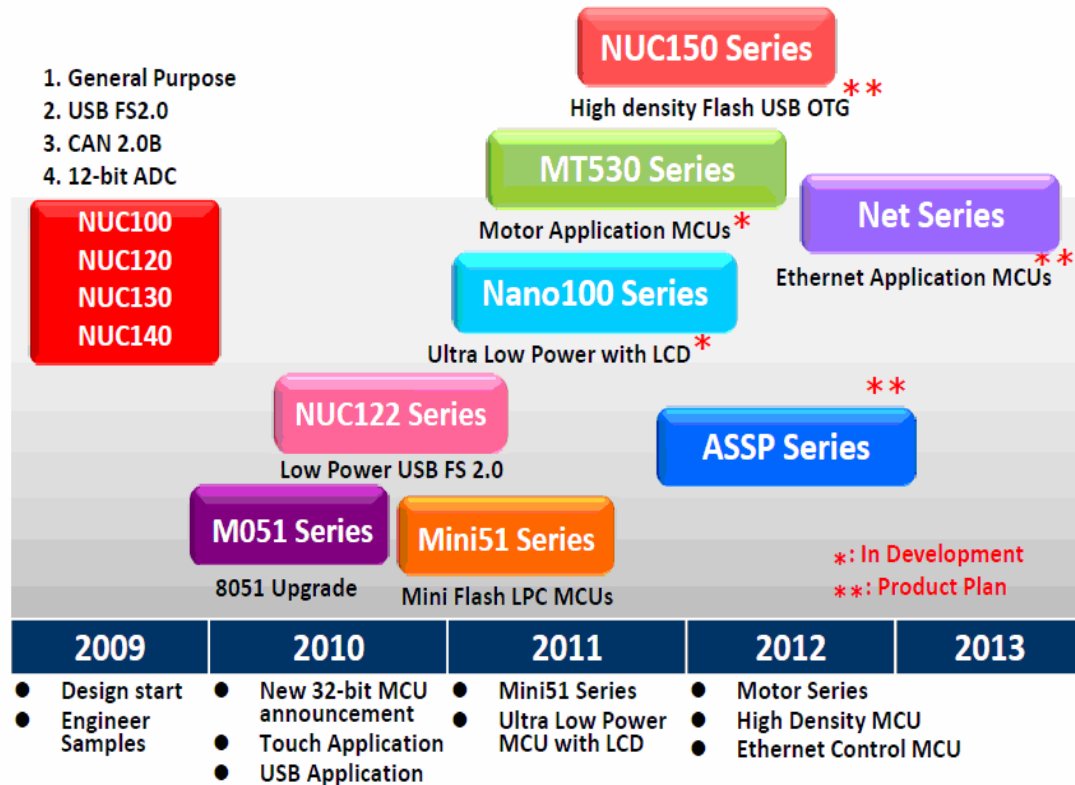 NUC150 Series
**
High density Flash USB OTG
1. General Purpose
2. USB FS2.0
3. CAN 2.0B
4. 12-bit ADC
MT530 Series
Motor Application MCUs*
NUC100
NUC120
NUC130
NUC140
Net Series
**
Ethernet Application MCUs
Nano100 Series
Ultra Low Power with LCD*
NUC122 Series
Low Power USB FS 2.0
**
ASSP Series
M051 Series
8051 Upgrade
Mini51 Series
Mini Flash LPC MCUs
*: In Development
**: Product Plan
2009
2010
2011
2012
2013
● Design start
● Engineer
Samples
● New 32-bit MCU
announcement
● Touch Application
● USB Application
● Mini51 Series
● Ultra Low Power
MCU with LCD
● Motor Series
● High Density MCU
● Ethernet Control MCU